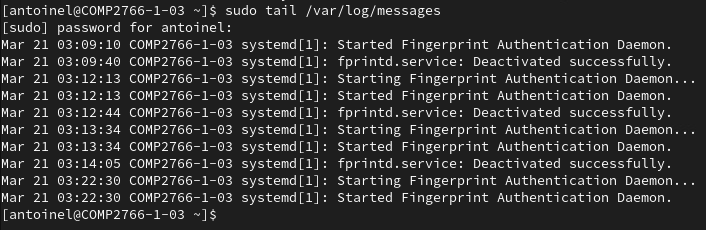 [antoinel@COMP2766-1-03 ~]$ sudo tail /var/log/messages
[sudo] password for antoinel:
Mar 21 03:09:10 COMP2766-1-03 systemd[1]: Started Fingerprint Authentication Daemon.
Mar 21 03:09:40 COMP2766-1-03 systemd[1]: fprintd.service: Deactivated successfully.
Mar 21 03:12:13 COMP2766-1-03 systemd[1]: Starting Fingerprint Authentication Daemon...
Mar 21 03:12:13 COMP2766-1-03 systemd[1]: Started Fingerprint Authentication Daemon.
Mar 21 03:12:44 COMP2766-1-03 systemd[1]: fprintd.service: Deactivated successfully.
Mar 21 03:13:34 COMP2766-1-03 systemd[1]: Starting Fingerprint Authentication Daemon...
Mar 21 03:13:34 COMP2766-1-03 systemd[1]: Started Fingerprint Authentication Daemon.
Mar 21 03:14:05 COMP2766-1-03 systemd[1]: fprintd.service: Deactivated successfully.
Mar 21 03:22:30 COMP2766-1-03 systemd[1]: Starting Fingerprint Authentication Daemon...
Mar 21 03:22:30 COMP2766-1-03 systemd[1]: Started Fingerprint Authentication Daemon.
[antoinel@COMP2766-1-03 ~]$